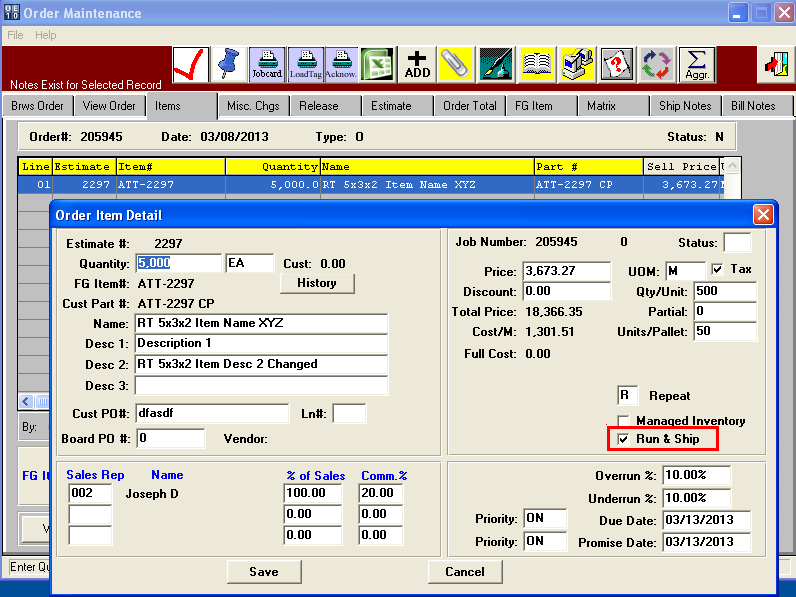 Order Maintenance
File Help
Notes Exist for Selected Record
Jobcard LoadTag Acknow. ADD Σ Aggr.
Brws Order View Order Items Misc. Chgs Release Estimate Order Total FG Item Matrix Ship Notes Bill Notes
Order#: 205945 Date: 03/08/2013 Type: O Status: N
Line Estimate Item# Quantity Name Part # Sell Price
01 2297 ATT-2297 5,000.0 RT 5x3x2 Item Name XYZ ATT-2297 CP 3,673.27
Order Item Detail
Estimate #: 2297 Job Number: 205945 0 Status:
Quantity: 5,000 EA Cust: 0.00 Price: 3,673.27 UOM: M Tax
FG Item#: ATT-2297 History Discount: 0.00 Qty/Unit: 500
Cust Part #: ATT-2297 CP Total Price: 18,366.35 Partial: 0
Name: RT 5x3x2 Item Name XYZ Cost/M: 1,301.51 Units/Pallet: 50
Desc 1: Description 1 Full Cost: 0.00
Desc 2: RT 5x3x2 Item Desc 2 Changed
Desc 3: R Repeat
Cust PO#: dfasdf Ln#: Managed Inventory
By: Board PO #: 0 Vendor: Run & Ship
FG It Sales Rep Name % of Sales Comm.% Overrun %: 10.00%
002 Joseph D 100.00 20.00 Underrun %: 10.00%
0.00 0.00 Priority: ON Due Date: 03/13/2013
V 0.00 0.00 Priority: ON Promise Date: 03/13/2013
Enter Qu Save Cancel